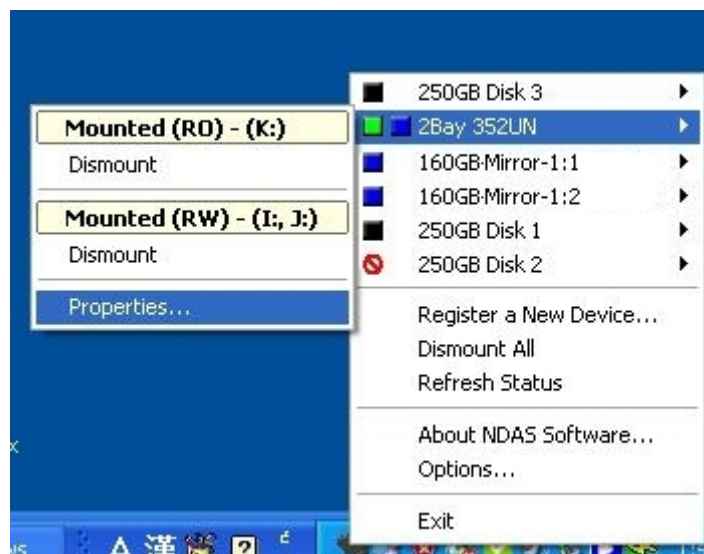 250GB Disk 3
2Bay 352UN
160GB-Mirror-1:1
160GB-Mirror-1:2
250GB Disk 1
250GB Disk 2
Register a New Device...
Dismount All
Refresh Status
About NDAS Software...
Options...
Exit
Mounted (RO) - (K:)
Dismount
Mounted (RW) - (I:, J:)
Dismount
Properties...
x
A 漢 ?